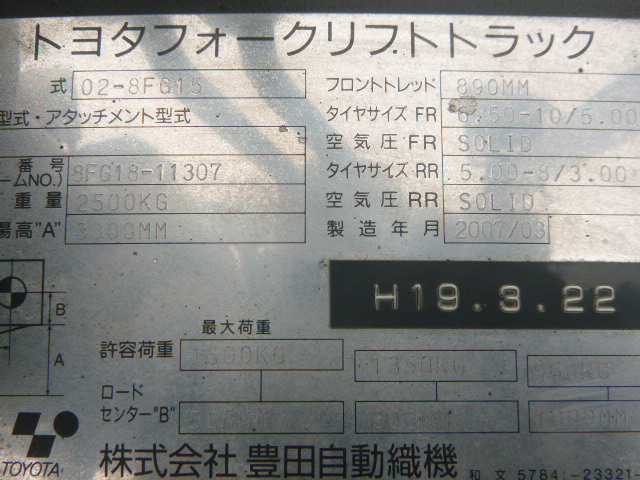 トヨタフォークリフトトラック
式 02-8FG15 フロントトレッド 890MM
型式・アタッチメント型式 タイヤサイズ FR 6.50-10/5.00
空気圧 FR SOLID
番号 8FG18-11307 タイヤサイズ RR 5.00-8/3.00
ームNO.)
重量 2500KG 空気圧 RR SOLID
揚高"A" 3000MM 製造年月 2007/03
H19.3.22
B
A
最大荷重
許容荷重 1350KG
ロード
センター"B"
TOYOTA 株式会社 豊田自動織機 和文 5784-23321-